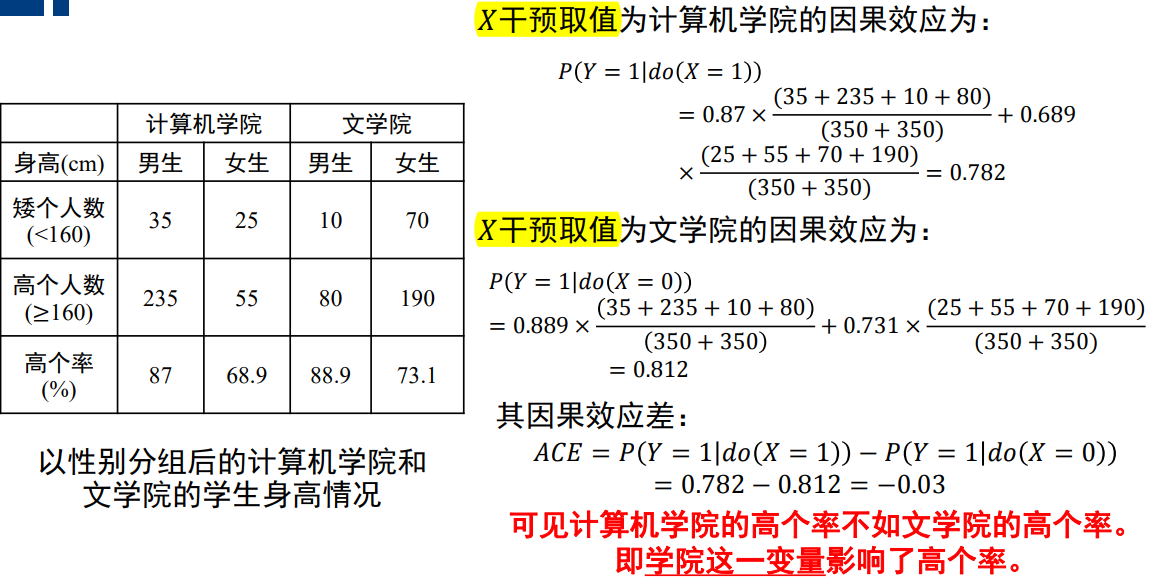 X干预取值为计算机学院的因果效应为：
P(Y = 1|do(X = 1))
= 0.87 × (35 + 235 + 10 + 80)/(350 + 350) + 0.689
× (25 + 55 + 70 + 190)/(350 + 350) = 0.782
X干预取值为文学院的因果效应为：
P(Y = 1|do(X = 0))
= 0.889 × (35 + 235 + 10 + 80)/(350 + 350) + 0.731 × (25 + 55 + 70 + 190)/(350 + 350)
= 0.812
其因果效应差：
ACE = P(Y = 1|do(X = 1)) − P(Y = 1|do(X = 0))
= 0.782 − 0.812 = −0.03
可见计算机学院的高个率不如文学院的高个率。
即学院这一变量影响了高个率。
计算机学院 文学院
身高(cm) 男生 女生 男生 女生
矮个人数
(<160) 35 25 10 70
高个人数
(≥160) 235 55 80 190
高个率
(%) 87 68.9 88.9 73.1
以性别分组后的计算机学院和
文学院的学生身高情况